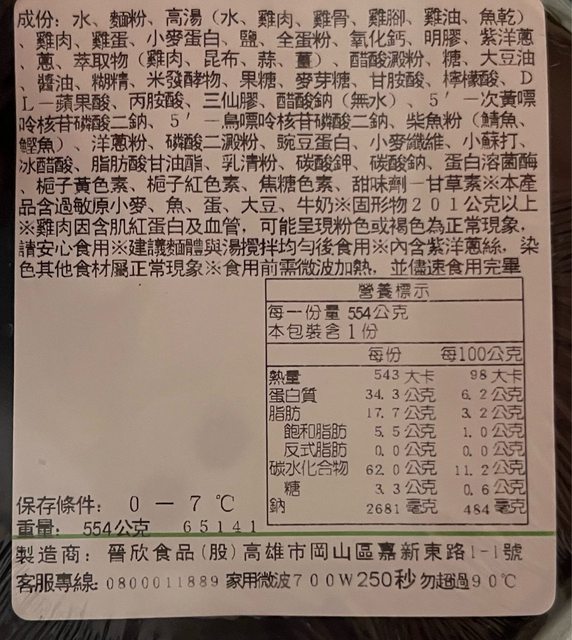 成份：水、麵粉、高湯（水、雞肉、雞骨、雞腳、雞油、魚乾）
、雞肉、雞蛋、小麥蛋白、鹽、全蛋粉、氧化鈣、明膠、紫洋蔥
、蔥、萃取物（雞肉、昆布、蒜、薑）、醋酸澱粉、糖、大豆油
、醬油、糊精、米發酵物、果糖、麥芽糖、甘胺酸、檸檬酸、D
L－蘋果酸、丙胺酸、三仙膠、醋酸鈉（無水）、5'－次黃嘌
呤核苷磷酸二鈉、5'－鳥嘌呤核苷磷酸二鈉、柴魚粉（鯖魚、
鰹魚）、洋蔥粉、磷酸二澱粉、豌豆蛋白、小麥纖維、小蘇打、
冰醋酸、脂肪酸甘油酯、乳清粉、碳酸鉀、碳酸鈉、蛋白溶菌酶
、梔子黃色素、梔子紅色素、焦糖色素、甜味劑－甘草素※本產
品含過敏原小麥、魚、蛋、大豆、牛奶※固形物201公克以上
※雞肉因含肌紅蛋白及血管，可能呈現粉色或褐色為正常現象，
請安心食用※建議麵體與湯攪拌均勻後食用※內含紫洋蔥絲，染
色其他食材屬正常現象※食用前需微波加熱，並儘速食用完畢
營養標示
每一份量 554公克
本包裝含 1 份
每份 每100公克
熱量 543 大卡 98 大卡
蛋白質 34.3 公克 6.2 公克
脂肪 17.7 公克 3.2 公克
飽和脂肪 5.5 公克 1.0 公克
反式脂肪 0.0 公克 0.0 公克
碳水化合物 62.0 公克 11.2 公克
糖 3.3 公克 0.6 公克
鈉 2681 毫克 484 毫克
保存條件： 0 － 7 ℃
重量： 554公克 65141
製造商：晉欣食品(股)高雄市岡山區嘉新東路1-1號
客服專線:0800011889 家用微波700W250秒勿超過90℃